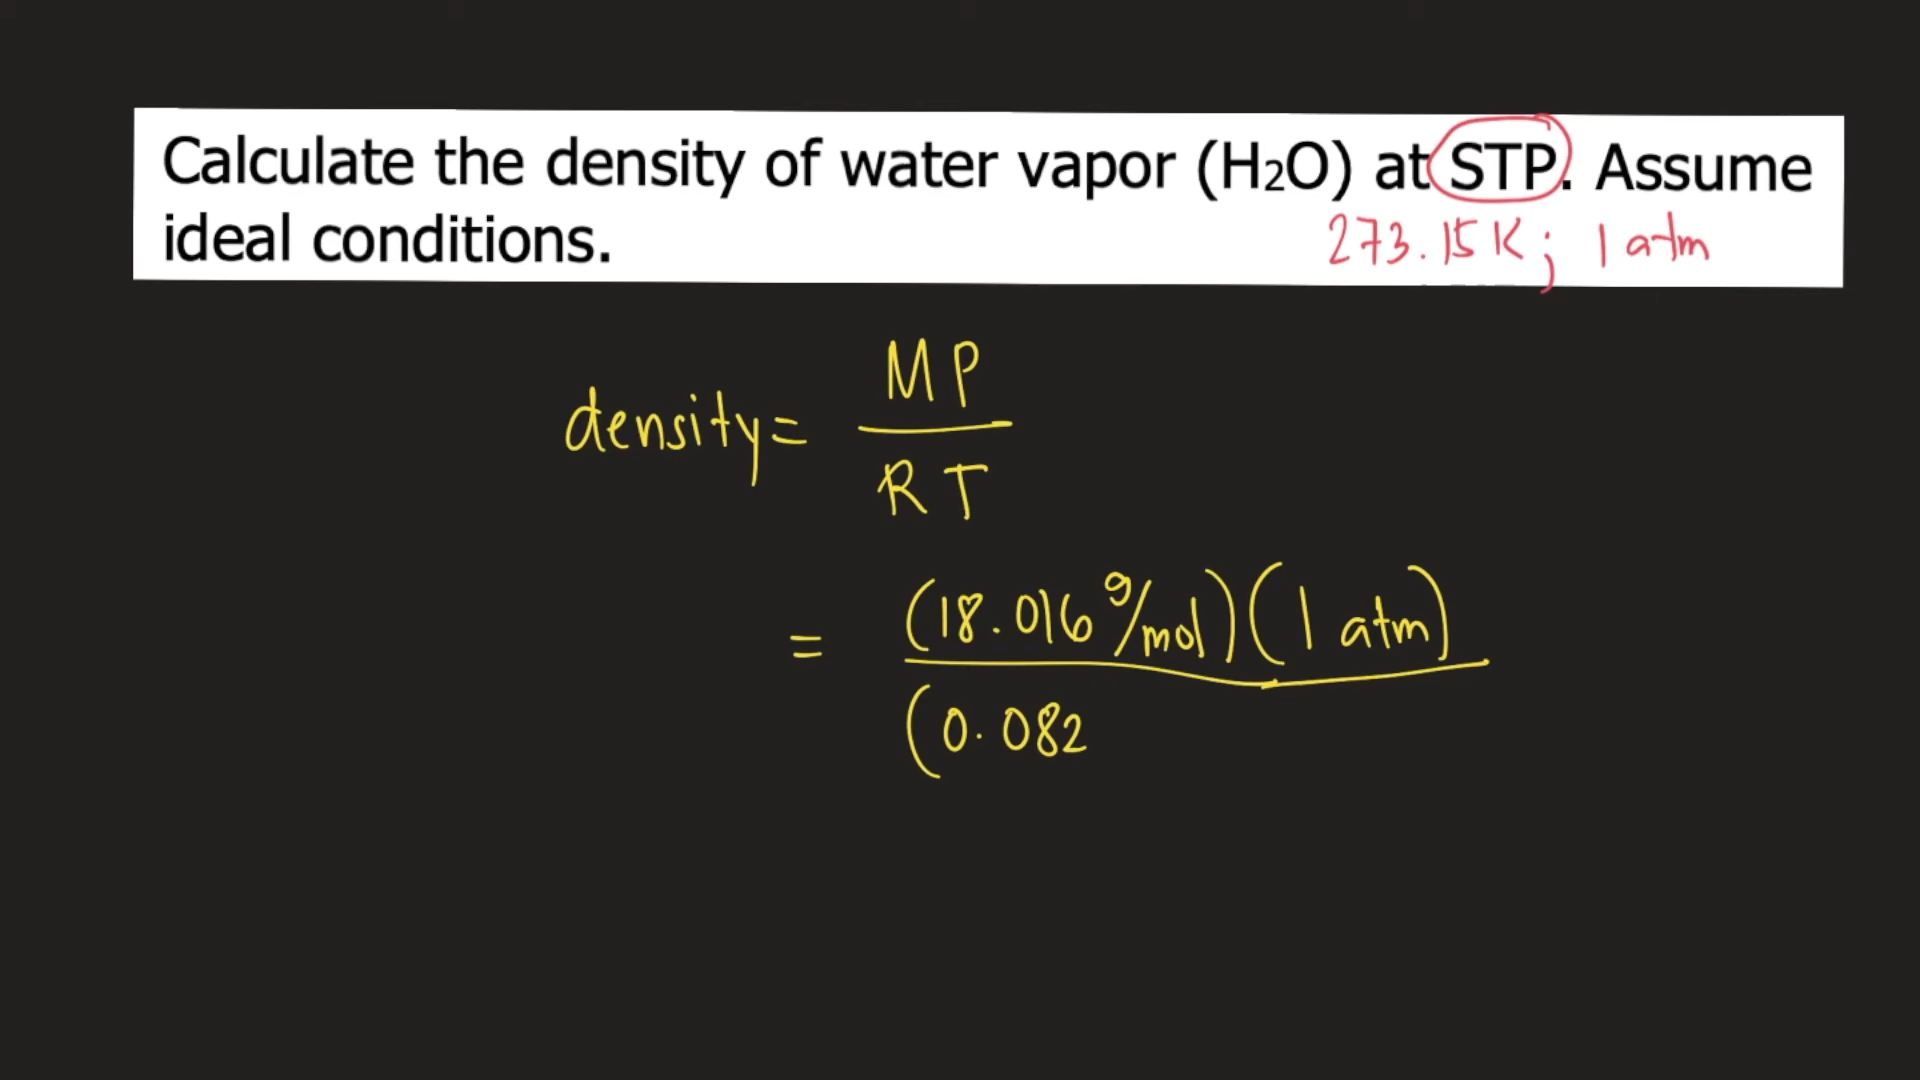 Calculate the density of water vapor (H₂O) at STP. Assume
ideal conditions.
273.15K; 1 atm
density = MP
RT
= (18.016 g/mol)(1 atm)
(0.082